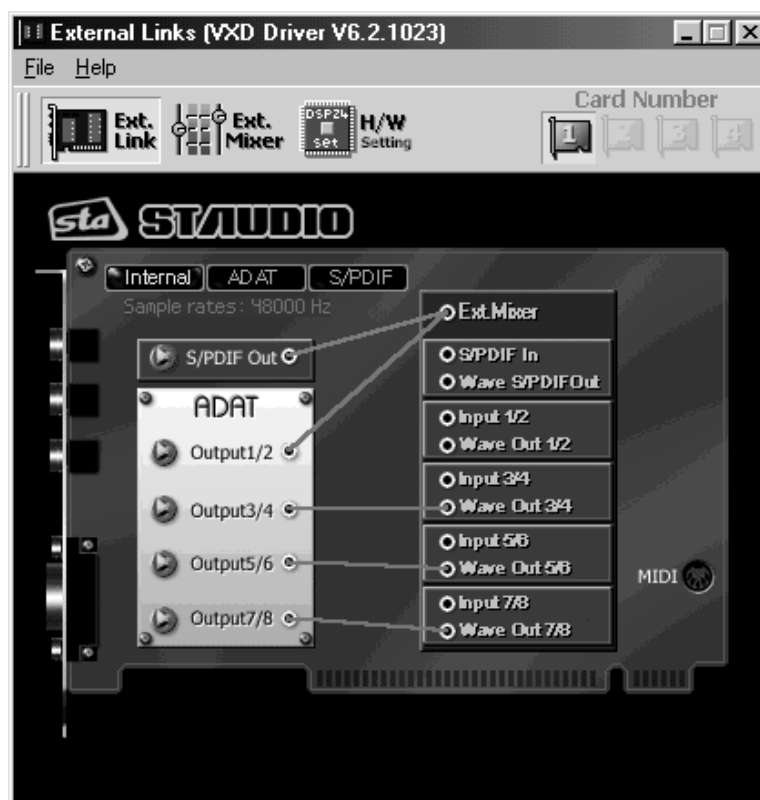 External Links (VXD Driver V6.2.1023)
File Help
Ext. Link
Ext. Mixer
DSP24 set
H/W Setting
Card Number
1 2 3 4
sta ST/AUDIO
Internal ADAT S/PDIF
Sample rates: 48000 Hz
S/PDIF Out
ADAT
Output1/2
Output3/4
Output5/6
Output7/8
Ext.Mixer
S/PDIF In
Wave S/PDIF Out
Input 1/2
Wave Out 1/2
Input 3/4
Wave Out 3/4
Input 5/6
Wave Out 5/6
Input 7/8
Wave Out 7/8
MIDI